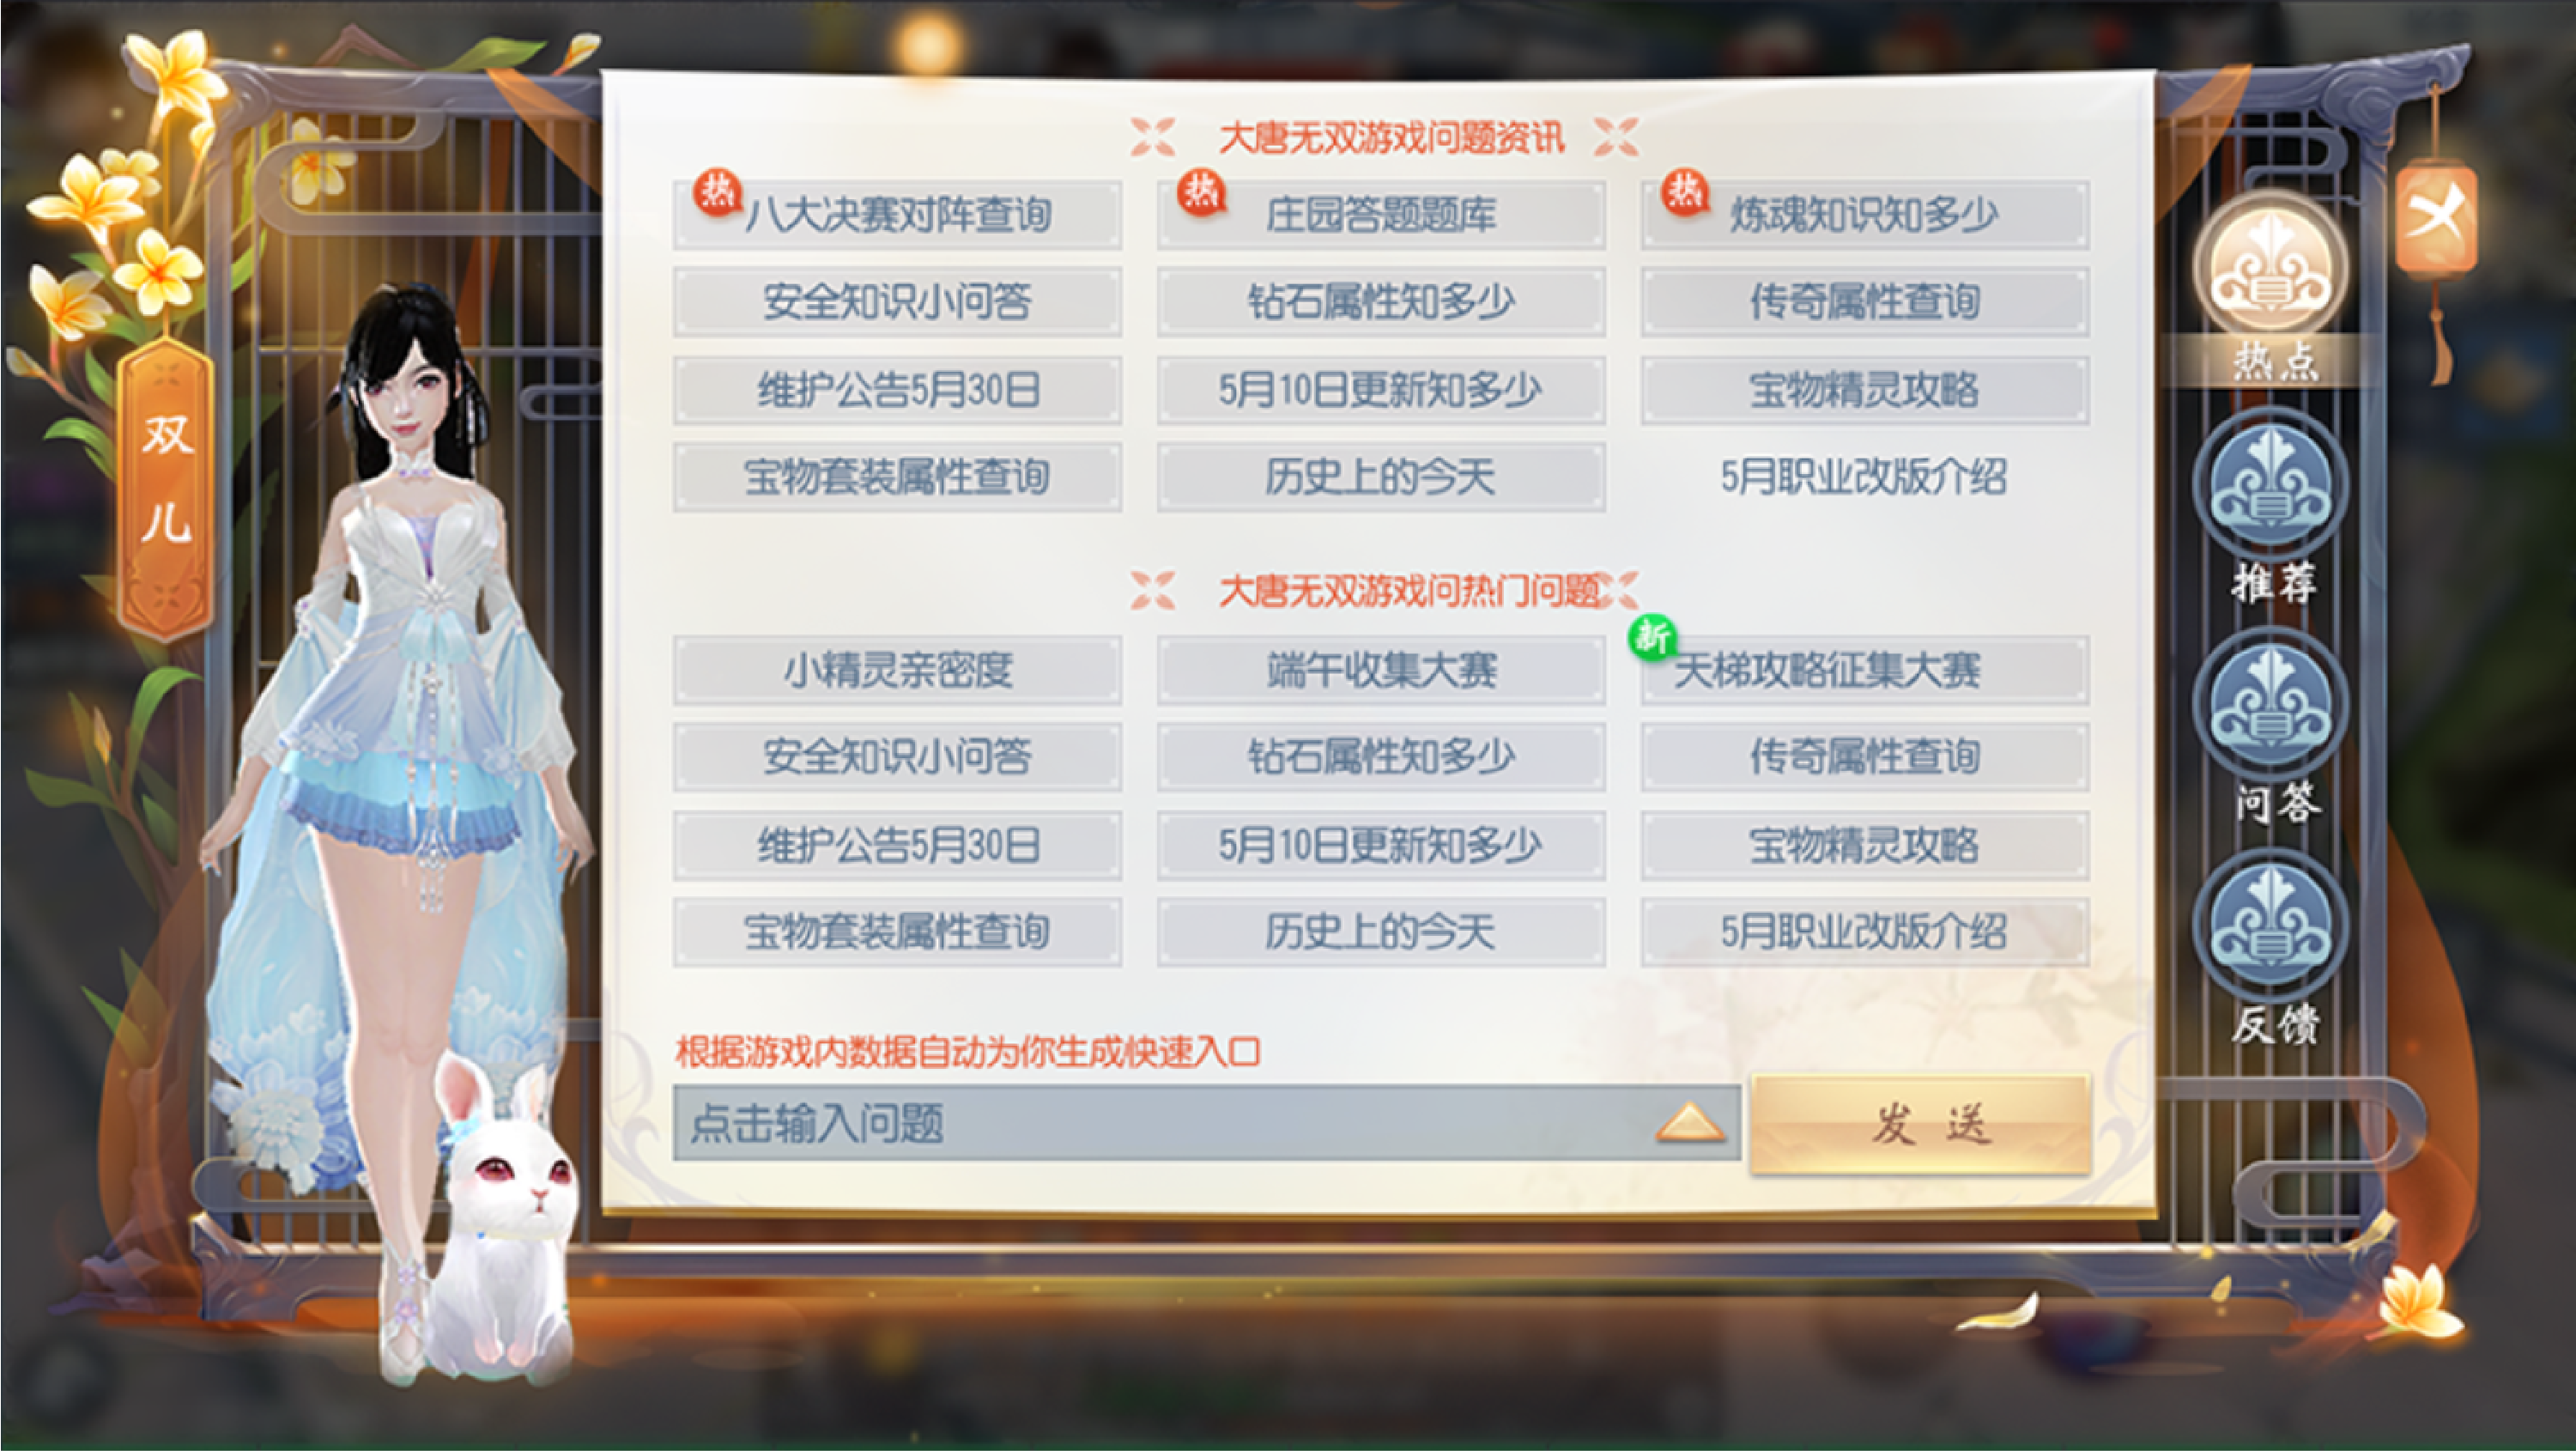 大唐无双游戏问题资讯
热 八大决赛对阵查询
热 庄园答题题库
热 炼魂知识知多少
安全知识小问答
钻石属性知多少
传奇属性查询
维护公告5月30日
5月10日更新知多少
宝物精灵攻略
宝物套装属性查询
历史上的今天
5月职业改版介绍
大唐无双游戏问热门问题
小精灵亲密度
端午收集大赛
新 天梯攻略征集大赛
安全知识小问答
钻石属性知多少
传奇属性查询
维护公告5月30日
5月10日更新知多少
宝物精灵攻略
宝物套装属性查询
历史上的今天
5月职业改版介绍
根据游戏内数据自动为你生成快速入口
点击输入问题
发送
双儿
热点
推荐
问答
反馈